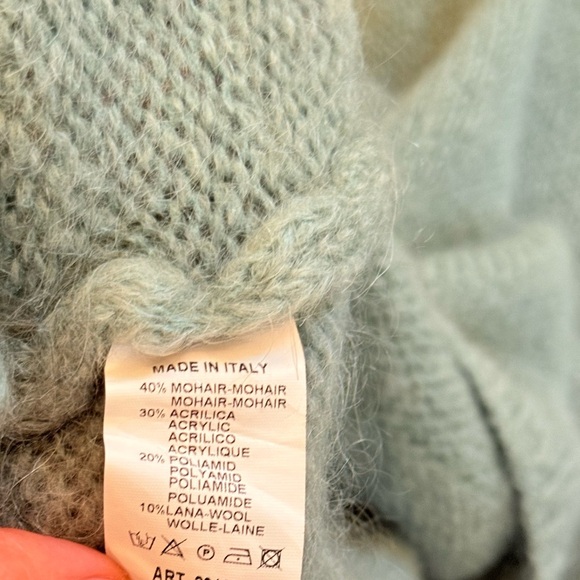 MADE IN ITALY
40% MOHAIR-MOHAIR
MOHAIR-MOHAIR
30% ACRILICA
ACRYLIC
ACRILICO
ACRYLIQUE
20% POLIAMID
POLYAMID
POLIAMIDE
POLUAMIDE
10%LANA-WOOL
WOLLE-LAINE
P
ART.